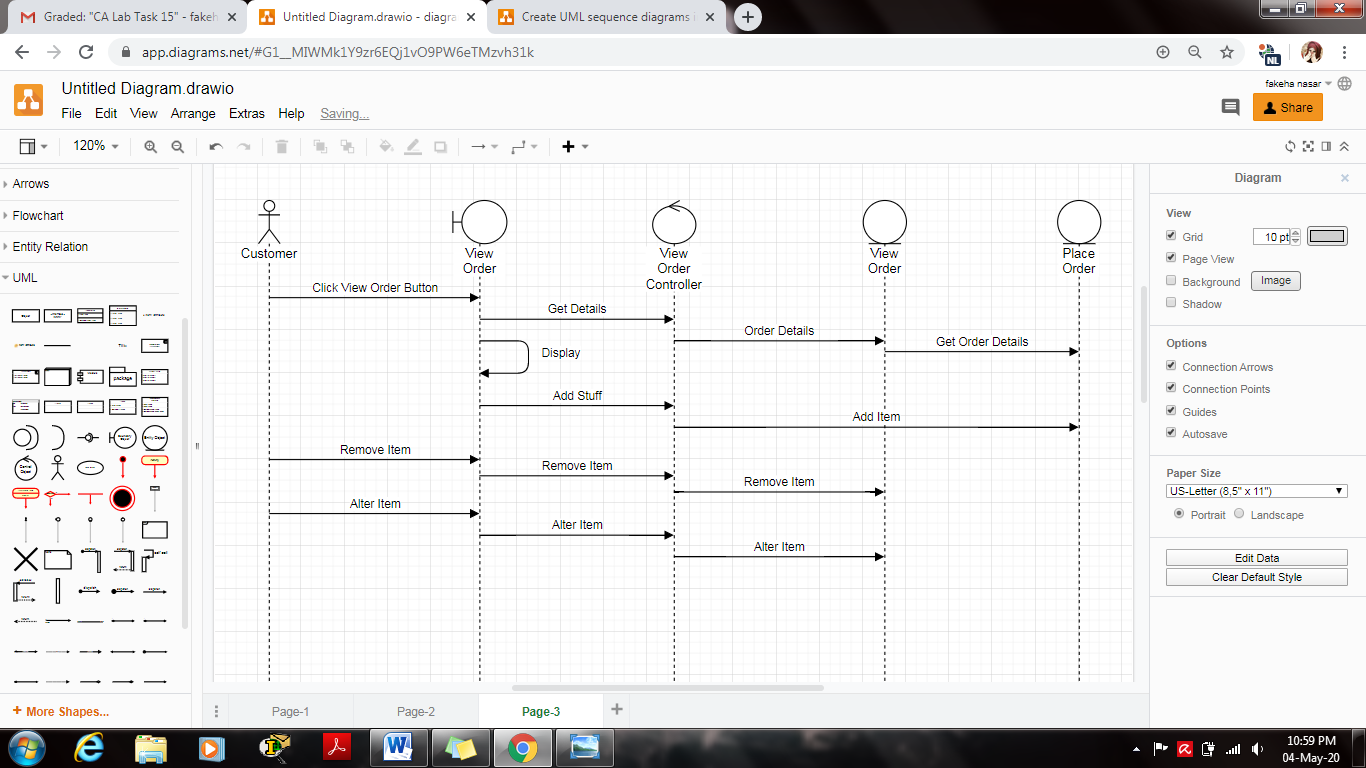 Graded: "CA Lab Task 15" - fakeh
Untitled Diagram.drawio - diagra
Create UML sequence diagrams i
app.diagrams.net/#G1__MIWMk1Y9zr6EQj1vO9PW6eTMzvh31k
NL
Untitled Diagram.drawio
fakeha nasar
File Edit View Arrange Extras Help Saving...
Share
120%
Arrows
Flowchart
Entity Relation
UML
More Shapes...
Customer
View
Order
View
Order
Controller
View
Order
Place
Order
Click View Order Button
Get Details
Order Details
Get Order Details
Display
Add Stuff
Add Item
Remove Item
Remove Item
Remove Item
Alter Item
Alter Item
Alter Item
Page-1
Page-2
Page-3
Diagram
View
Grid
10 pt
Page View
Background
Image
Shadow
Options
Connection Arrows
Connection Points
Guides
Autosave
Paper Size
US-Letter (8,5" x 11")
Portrait
Landscape
Edit Data
Clear Default Style
10:59 PM
04-May-20